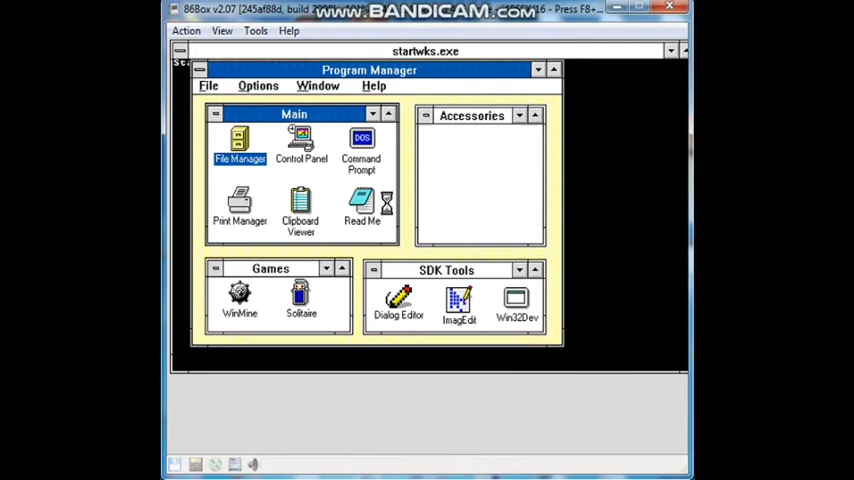 86Box v2.07 [245af88d, build 
- Press F8+...
www.BANDICAM.com
Action View Tools Help
startwks.exe
Program Manager
File Options Window Help
Main
File Manager
Control Panel
Command
Prompt
DOS
Print Manager
Clipboard
Viewer
Read Me
Accessories
Games
WinMine
Solitaire
SDK Tools
Dialog Editor
ImagEdit
Win32Dev